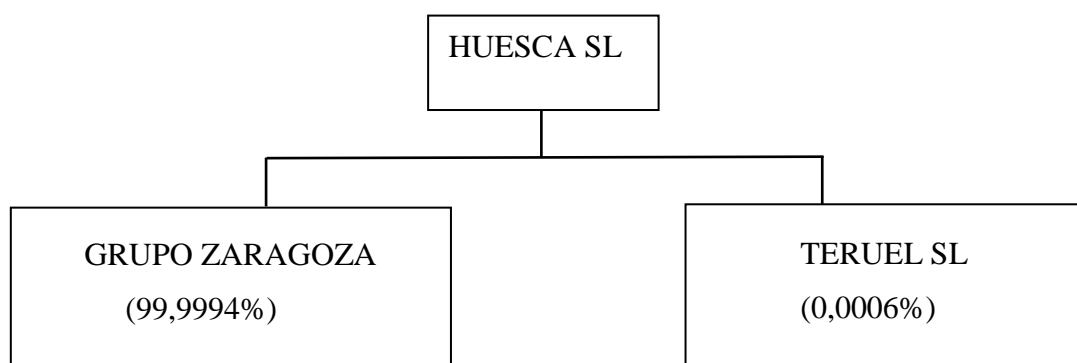 HUESCA SL
GRUPO ZARAGOZA
(99,9994%)
TERUEL SL
(0,0006%)